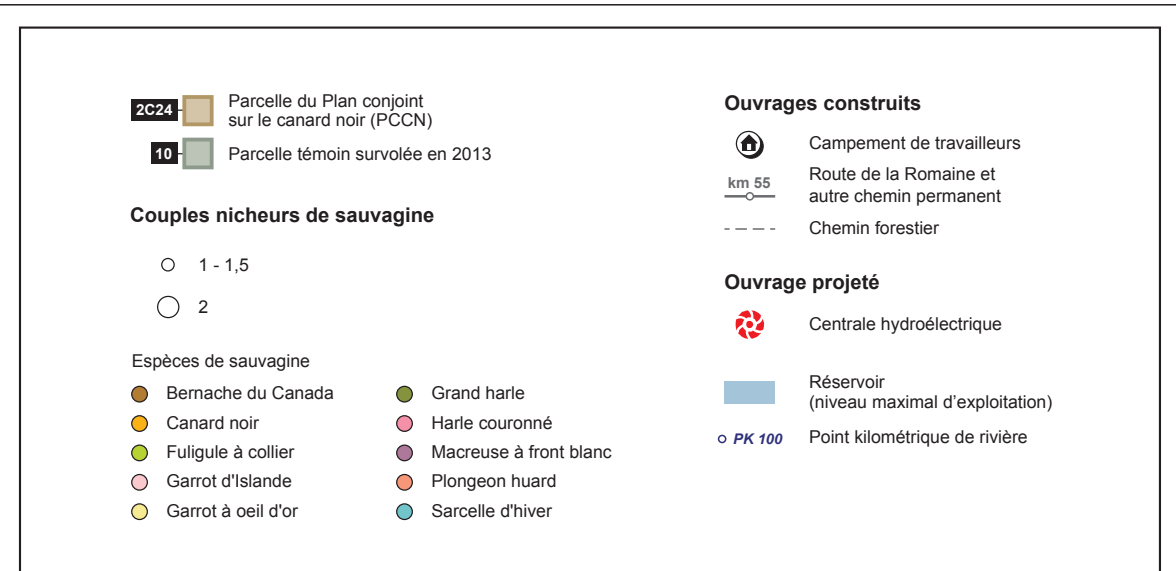 2C24
Parcelle du Plan conjoint
sur le canard noir (PCCN)
10
Parcelle témoin survolée en 2013
Couples nicheurs de sauvagine
1 - 1,5
2
Espèces de sauvagine
Bernache du Canada
Canard noir
Fuligule à collier
Garrot d'Islande
Garrot à oeil d'or
Grand harle
Harle couronné
Macreuse à front blanc
Plongeon huard
Sarcelle d'hiver
Ouvrages construits
Campement de travailleurs
km 55
Route de la Romaine et
autre chemin permanent
Chemin forestier
Ouvrage projeté
Centrale hydroélectrique
Réservoir
(niveau maximal d'exploitation)
PK 100
Point kilométrique de rivière